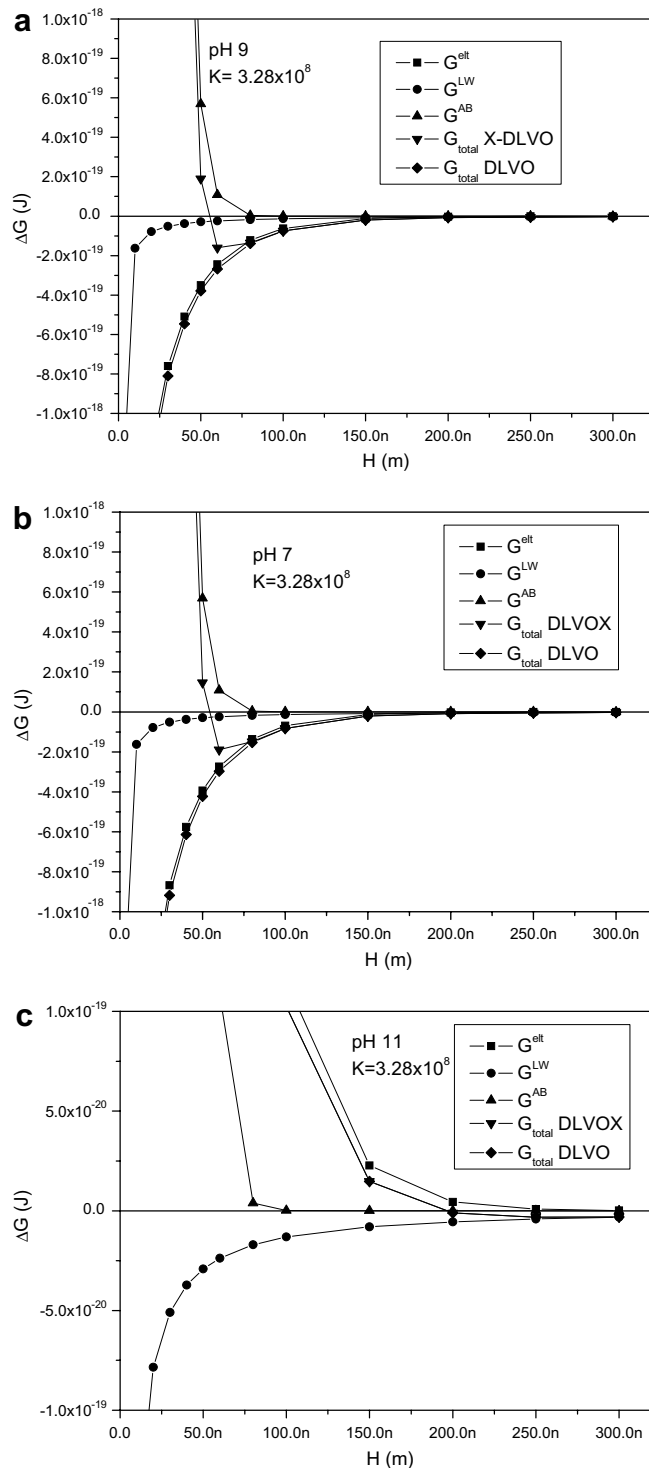 a
pH 9
K= 3.28x10⁸
G^elt
G^LW
G^AB
G_total X-DLVO
G_total DLVO
1.0x10⁻¹⁸
8.0x10⁻¹⁹
6.0x10⁻¹⁹
4.0x10⁻¹⁹
2.0x10⁻¹⁹
0.0
-2.0x10⁻¹⁹
-4.0x10⁻¹⁹
-6.0x10⁻¹⁹
-8.0x10⁻¹⁹
-1.0x10⁻¹⁸
ΔG (J)
0.0 50.0n 100.0n 150.0n 200.0n 250.0n 300.0n
H (m)
b
pH 7
K=3.28x10⁸
G^elt
G^LW
G^AB
G_total DLVOX
G_total DLVO
1.0x10⁻¹⁸
8.0x10⁻¹⁹
6.0x10⁻¹⁹
4.0x10⁻¹⁹
2.0x10⁻¹⁹
0.0
-2.0x10⁻¹⁹
-4.0x10⁻¹⁹
-6.0x10⁻¹⁹
-8.0x10⁻¹⁹
-1.0x10⁻¹⁸
ΔG (J)
0.0 50.0n 100.0n 150.0n 200.0n 250.0n 300.0n
H (m)
c
pH 11
K=3.28x10⁸
G^elt
G^LW
G^AB
G_total DLVOX
G_total DLVO
1.0x10⁻¹⁹
5.0x10⁻²⁰
0.0
-5.0x10⁻²⁰
-1.0x10⁻¹⁹
ΔG (J)
0.0 50.0n 100.0n 150.0n 200.0n 250.0n 300.0n
H (m)